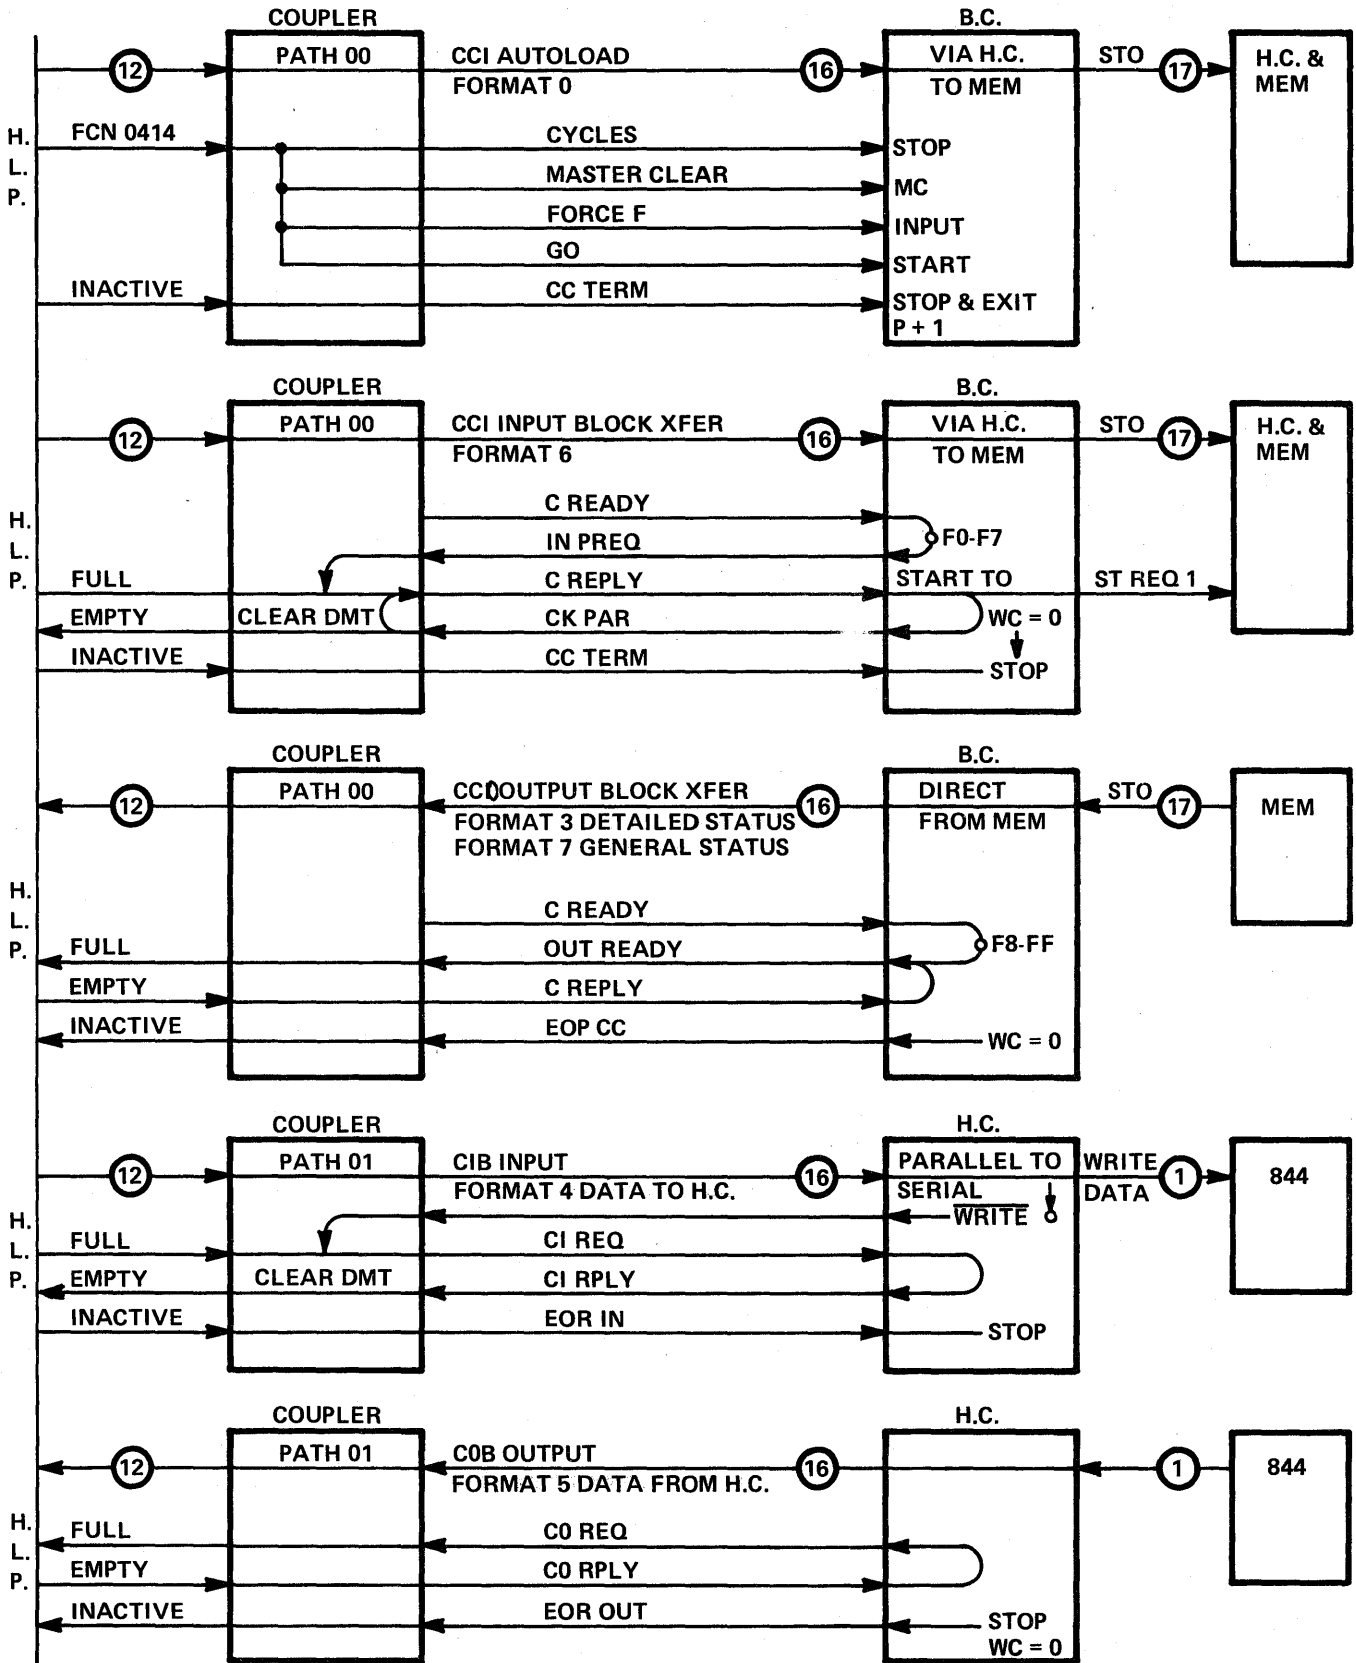 COUPLER
B.C.
12
PATH 00
CCI AUTOLOAD
FORMAT 0
16
VIA H.C.
TO MEM
STO
17
H.C. &
MEM
H.
L.
P.
FCN 0414
CYCLES
STOP
MASTER CLEAR
MC
FORCE F
INPUT
GO
START
INACTIVE
CC TERM
STOP & EXIT
P + 1
COUPLER
B.C.
12
PATH 00
CCI INPUT BLOCK XFER
FORMAT 6
16
VIA H.C.
TO MEM
STO
17
H.C. &
MEM
H.
L.
P.
C READY
IN PREQ
F0-F7
FULL
C REPLY
START TO
ST REQ 1
EMPTY
CLEAR DMT
CK PAR
WC = 0
INACTIVE
CC TERM
STOP
COUPLER
B.C.
12
PATH 00
CCO OUTPUT BLOCK XFER
FORMAT 3 DETAILED STATUS
FORMAT 7 GENERAL STATUS
16
DIRECT
FROM MEM
STO
17
MEM
H.
L.
P.
C READY
FULL
OUT READY
F8-FF
EMPTY
C REPLY
INACTIVE
EOP CC
WC = 0
COUPLER
H.C.
12
PATH 01
CIB INPUT
FORMAT 4 DATA TO H.C.
16
PARALLEL TO
SERIAL
WRITE
WRITE
DATA
1
844
H.
L.
P.
FULL
CI REQ
EMPTY
CLEAR DMT
CI RPLY
INACTIVE
EOR IN
STOP
COUPLER
H.C.
12
PATH 01
C0B OUTPUT
FORMAT 5 DATA FROM H.C.
16
1
844
H.
L.
P.
FULL
C0 REQ
EMPTY
C0 RPLY
INACTIVE
EOR OUT
STOP
WC = 0